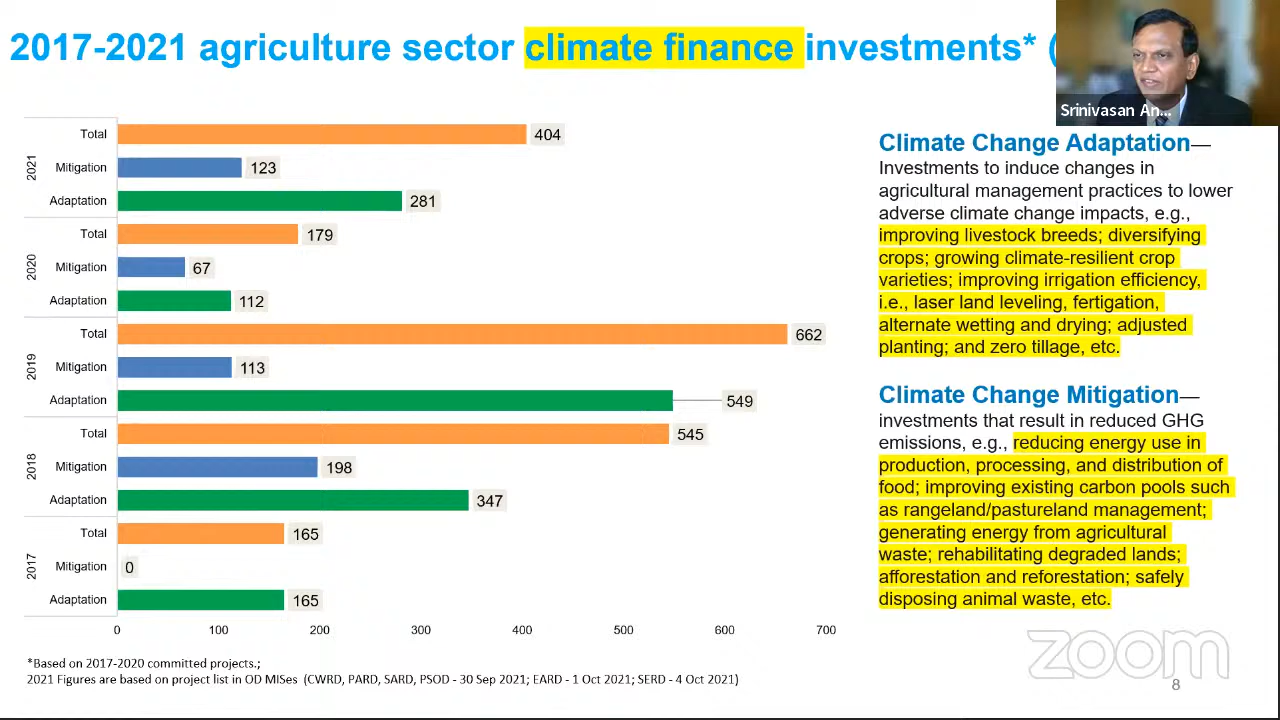 2017-2021 agriculture sector climate finance investments* (
Srinivasan An...
2021
Total
404
Mitigation
123
Adaptation
281
2020
Total
179
Mitigation
67
Adaptation
112
2019
Total
662
Mitigation
113
Adaptation
549
2018
Total
545
Mitigation
198
Adaptation
347
2017
Total
165
Mitigation
0
Adaptation
165
0 100 200 300 400 500 600 700
Climate Change Adaptation—
Investments to induce changes in
agricultural management practices to lower
adverse climate change impacts, e.g.,
improving livestock breeds; diversifying
crops; growing climate-resilient crop
varieties; improving irrigation efficiency,
i.e., laser land leveling, fertigation,
alternate wetting and drying; adjusted
planting; and zero tillage, etc.
Climate Change Mitigation—
investments that result in reduced GHG
emissions, e.g., reducing energy use in
production, processing, and distribution of
food; improving existing carbon pools such
as rangeland/pastureland management;
generating energy from agricultural
waste; rehabilitating degraded lands;
afforestation and reforestation; safely
disposing animal waste, etc.
*Based on 2017-2020 committed projects.;
2021 Figures are based on project list in OD MISes (CWRD, PARD, SARD, PSOD - 30 Sep 2021; EARD - 1 Oct 2021; SERD - 4 Oct 2021)
zoom
8